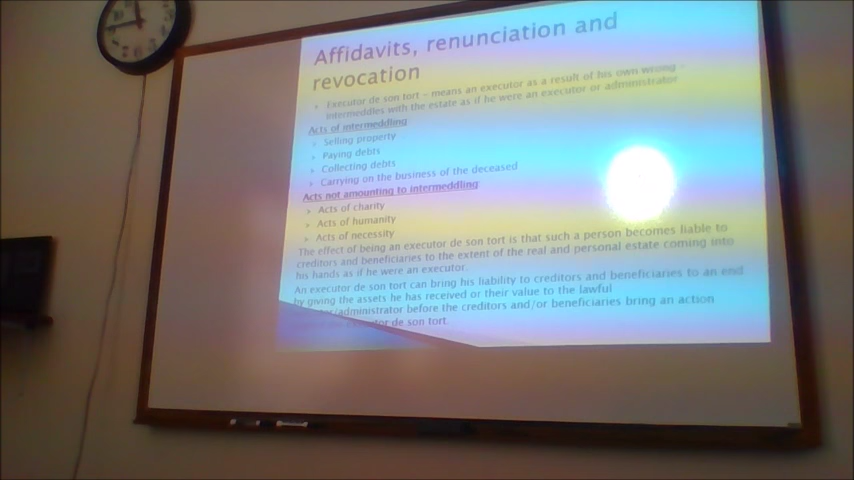 Affidavits, renunciation and
revocation
Executor de son tort – means an executor as a result of his own wrong –
intermeddles with the estate as if he were an executor or administrator
Acts of intermeddling
Selling property
Paying debts
Collecting debts
Carrying on the business of the deceased
Acts not amounting to intermeddling
Acts of charity
Acts of humanity
Acts of necessity
The effect of being an executor de son tort is that such a person becomes liable to
creditors and beneficiaries to the extent of the real and personal estate coming into
his hands as if he were an executor.
An executor de son tort can bring his liability to creditors and beneficiaries to an end
by giving the assets he has received or their value to the lawful
/administrator before the creditors and/or beneficiaries bring an action
de son tort.